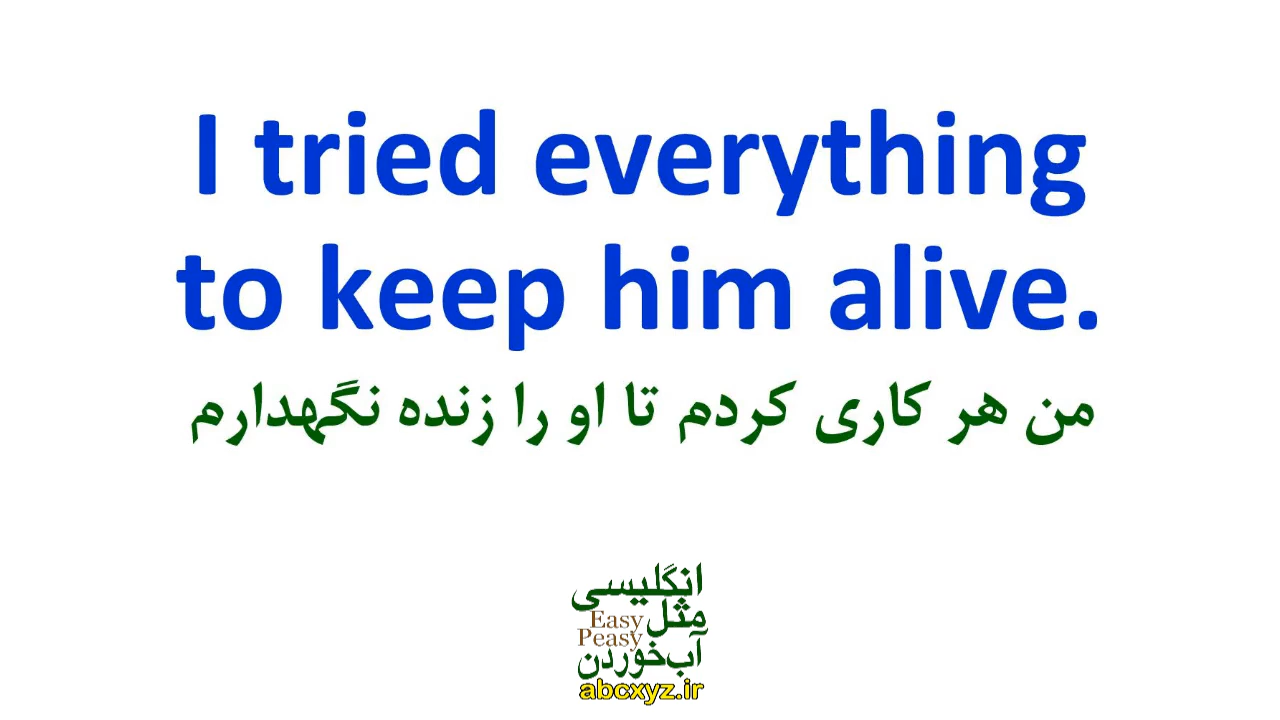 I tried everything
to keep him alive.
من هر کاری کردم تا او را زنده نگهدارم
انگلیسی
مثل
Easy
Peasy
آب‌خوردن
abcxyz.ir